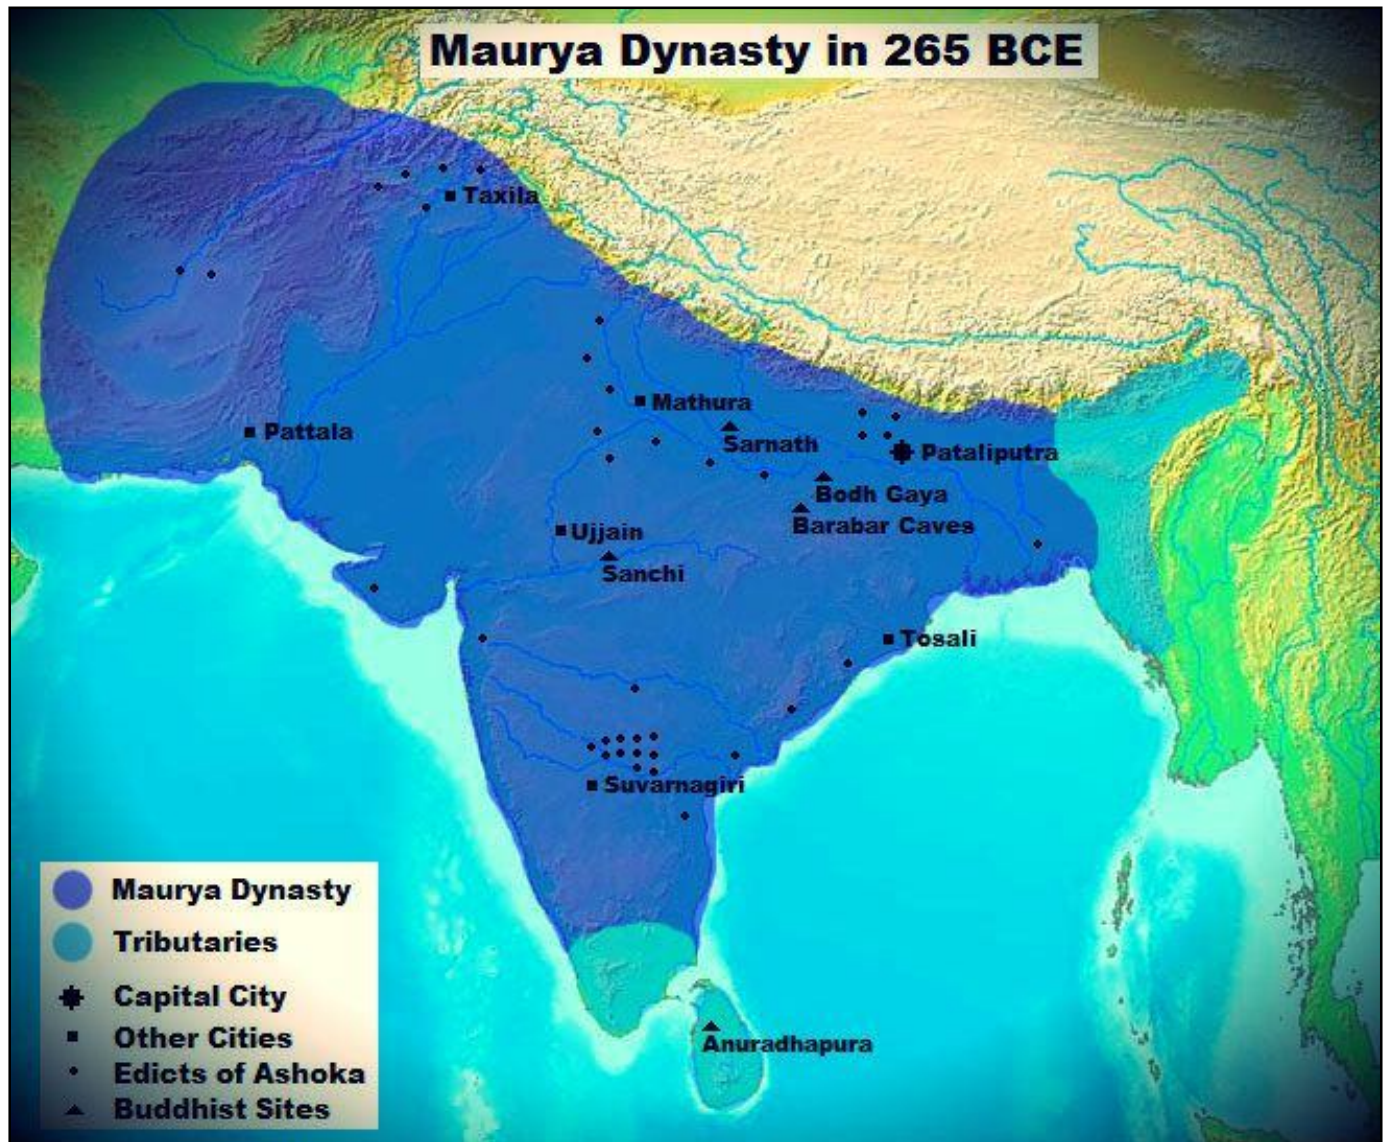 Maurya Dynasty in 265 BCE
Taxila
Mathura
Pattala
Sarnath
Pataliputra
Bodh Gaya
Barabar Caves
Ujjain
Sanchi
Tosali
Suvarnagiri
Anuradhapura
Maurya Dynasty
Tributaries
Capital City
Other Cities
Edicts of Ashoka
Buddhist Sites